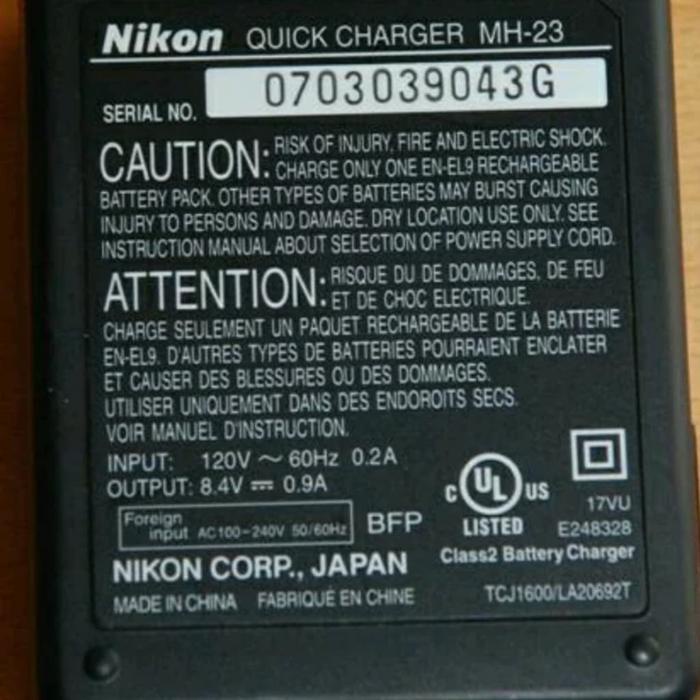 Nikon QUICK CHARGER MH-23
SERIAL NO. 0703039043G
CAUTION: RISK OF INJURY, FIRE AND ELECTRIC SHOCK.
CHARGE ONLY ONE EN-EL9 RECHARGEABLE
BATTERY PACK. OTHER TYPES OF BATTERIES MAY BURST CAUSING
INJURY TO PERSONS AND DAMAGE. DRY LOCATION USE ONLY. SEE
INSTRUCTION MANUAL ABOUT SELECTION OF POWER SUPPLY CORD.
ATTENTION: RISQUE DU DE DOMMAGES, DE FEU
ET DE CHOC ELECTRIQUE.
CHARGE SEULEMENT UN PAQUET RECHARGEABLE DE LA BATTERIE
EN-EL9. D'AUTRES TYPES DE BATTERIES POURRAIENT ENCLATER
ET CAUSER DES BLESSURES OU DES DOMMAGES.
UTILISER UNIQUEMENT DANS DES ENDOROITS SECS.
VOIR MANUEL D'INSTRUCTION.
INPUT: 120V ~ 60Hz 0.2A
OUTPUT: 8.4V ⎓ 0.9A
Foreign
input AC100-240V 50/60Hz BFP
C UL US
LISTED
17VU
E248328
Class2 Battery Charger
NIKON CORP., JAPAN
MADE IN CHINA FABRIQUÉ EN CHINE
TCJ1600/LA20692T